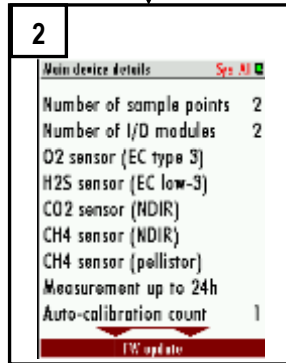 2
Main device details Sys Al
Number of sample points 2
Number of I/O modules 2
O2 sensor (EC type 3)
H2S sensor (EC low-3)
CO2 sensor (NDIR)
CH4 sensor (NDIR)
CH4 sensor (pellistor)
Measurement up to 24h
Auto-calibration count 1
FW update